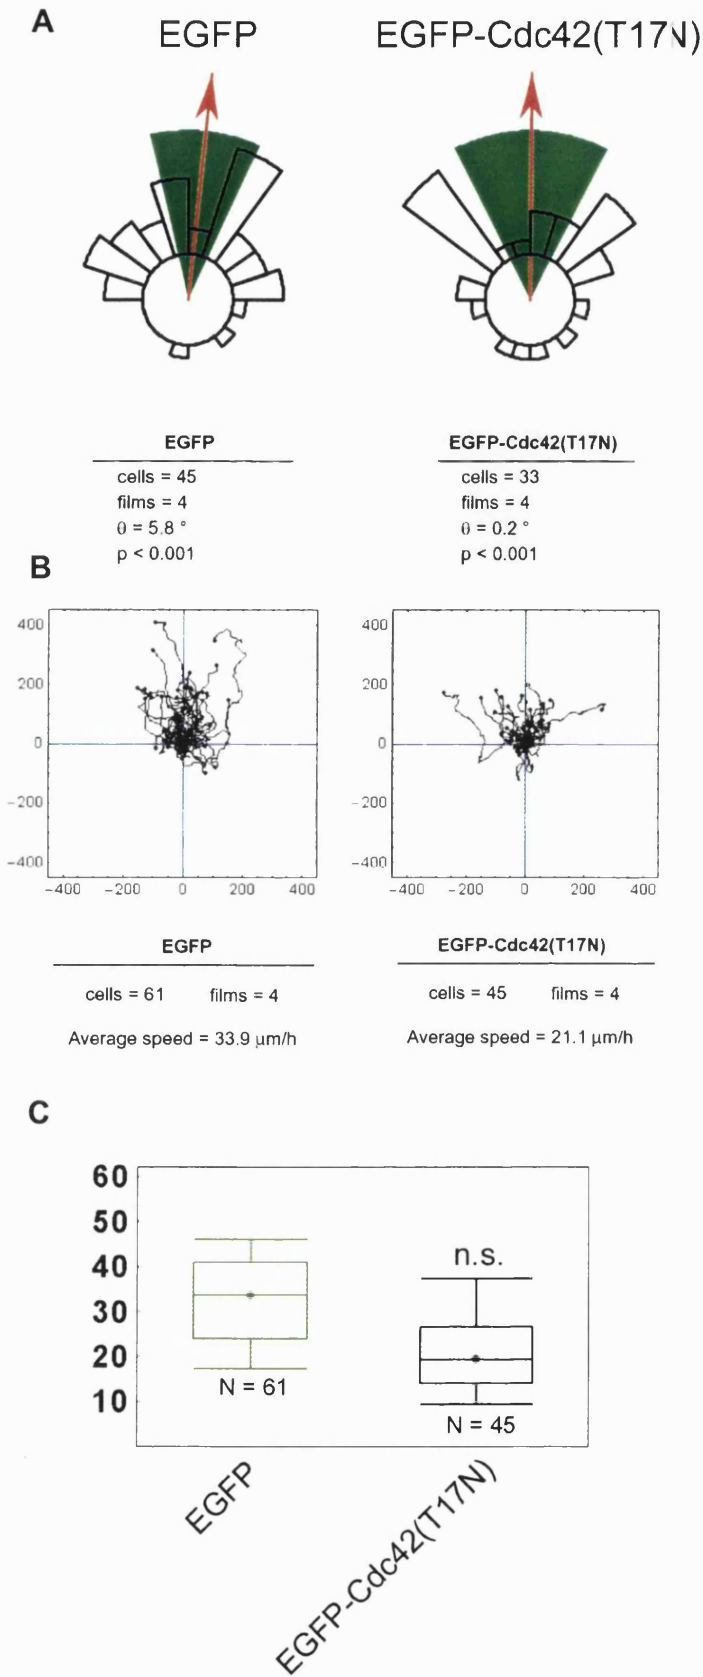 A
EGFP EGFP-Cdc42(T17N)
EGFP EGFP-Cdc42(T17N)
cells = 45 cells = 33
films = 4 films = 4
θ = 5.8 ° θ = 0.2 °
p < 0.001 p < 0.001
B
400 400
200 200
0 0
-200 -200
-400 -400
-400 -200 0 200 400 -400 -200 0 200 400
EGFP EGFP-Cdc42(T17N)
cells = 61 films = 4 cells = 45 films = 4
Average speed = 33.9 µm/h Average speed = 21.1 µm/h
C
60
50
40
30
20
10
n.s.
N = 61
N = 45
EGFP
EGFP-Cdc42(T17N)